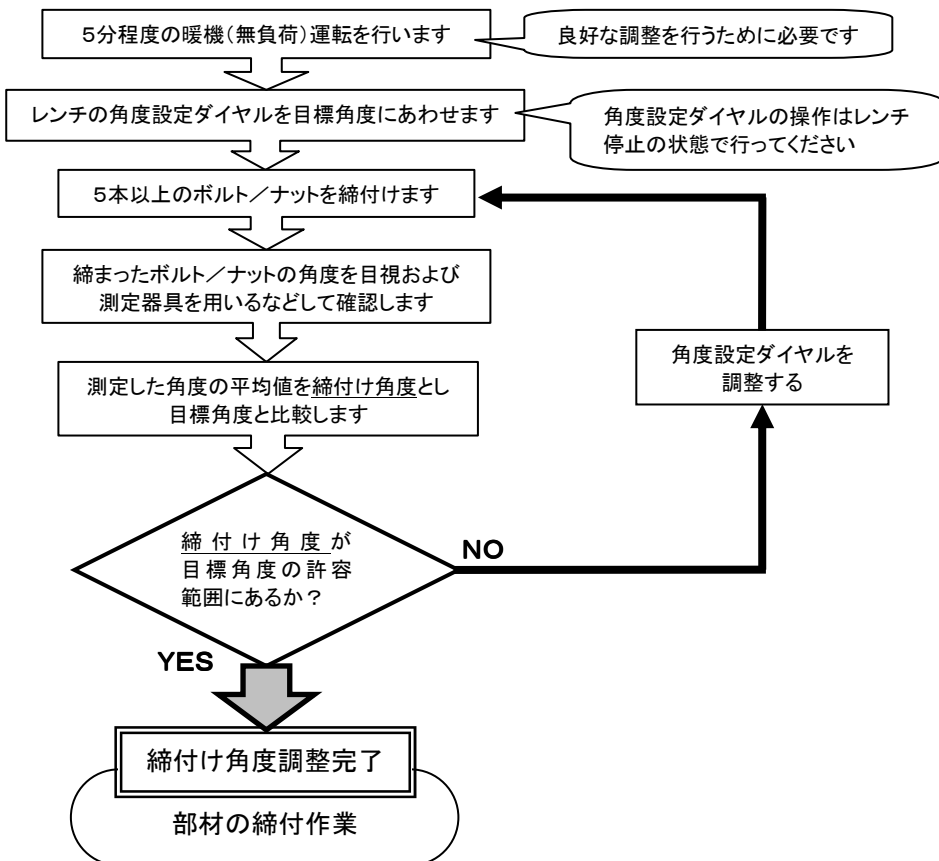 5分程度の暖機(無負荷)運転を行います
良好な調整を行うために必要です
レンチの角度設定ダイヤルを目標角度にあわせます
角度設定ダイヤルの操作はレンチ
停止の状態で行ってください
5本以上のボルト／ナットを締付けます
締まったボルト／ナットの角度を目視および
測定器具を用いるなどして確認します
角度設定ダイヤルを
調整する
測定した角度の平均値を締付け角度とし
目標角度と比較します
締付け角度が
目標角度の許容
範囲にあるか？
NO
YES
締付け角度調整完了
部材の締付作業